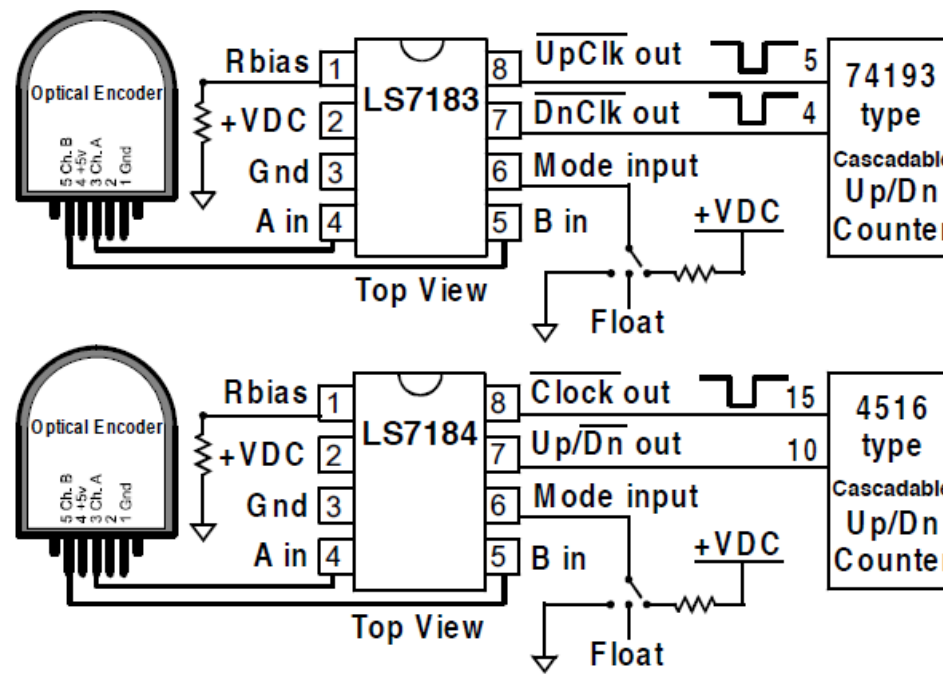 Optical Encoder
5 Ch. B
4 +5v
3 Ch. A
2
1 Gnd
Rbias 1
+VDC 2
Gnd 3
A in 4
LS7183
8 UpClk out
7 DnClk out
6 Mode input
5 B in
5
4
74193
type
Cascadable
Up/Dn
Counter
+VDC
Float
Top View
Optical Encoder
5 Ch. B
4 +5v
3 Ch. A
2
1 Gnd
Rbias 1
+VDC 2
Gnd 3
A in 4
LS7184
8 Clock out
7 Up/Dn out
6 Mode input
5 B in
15
10
4516
type
Cascadable
Up/Dn
Counter
+VDC
Float
Top View